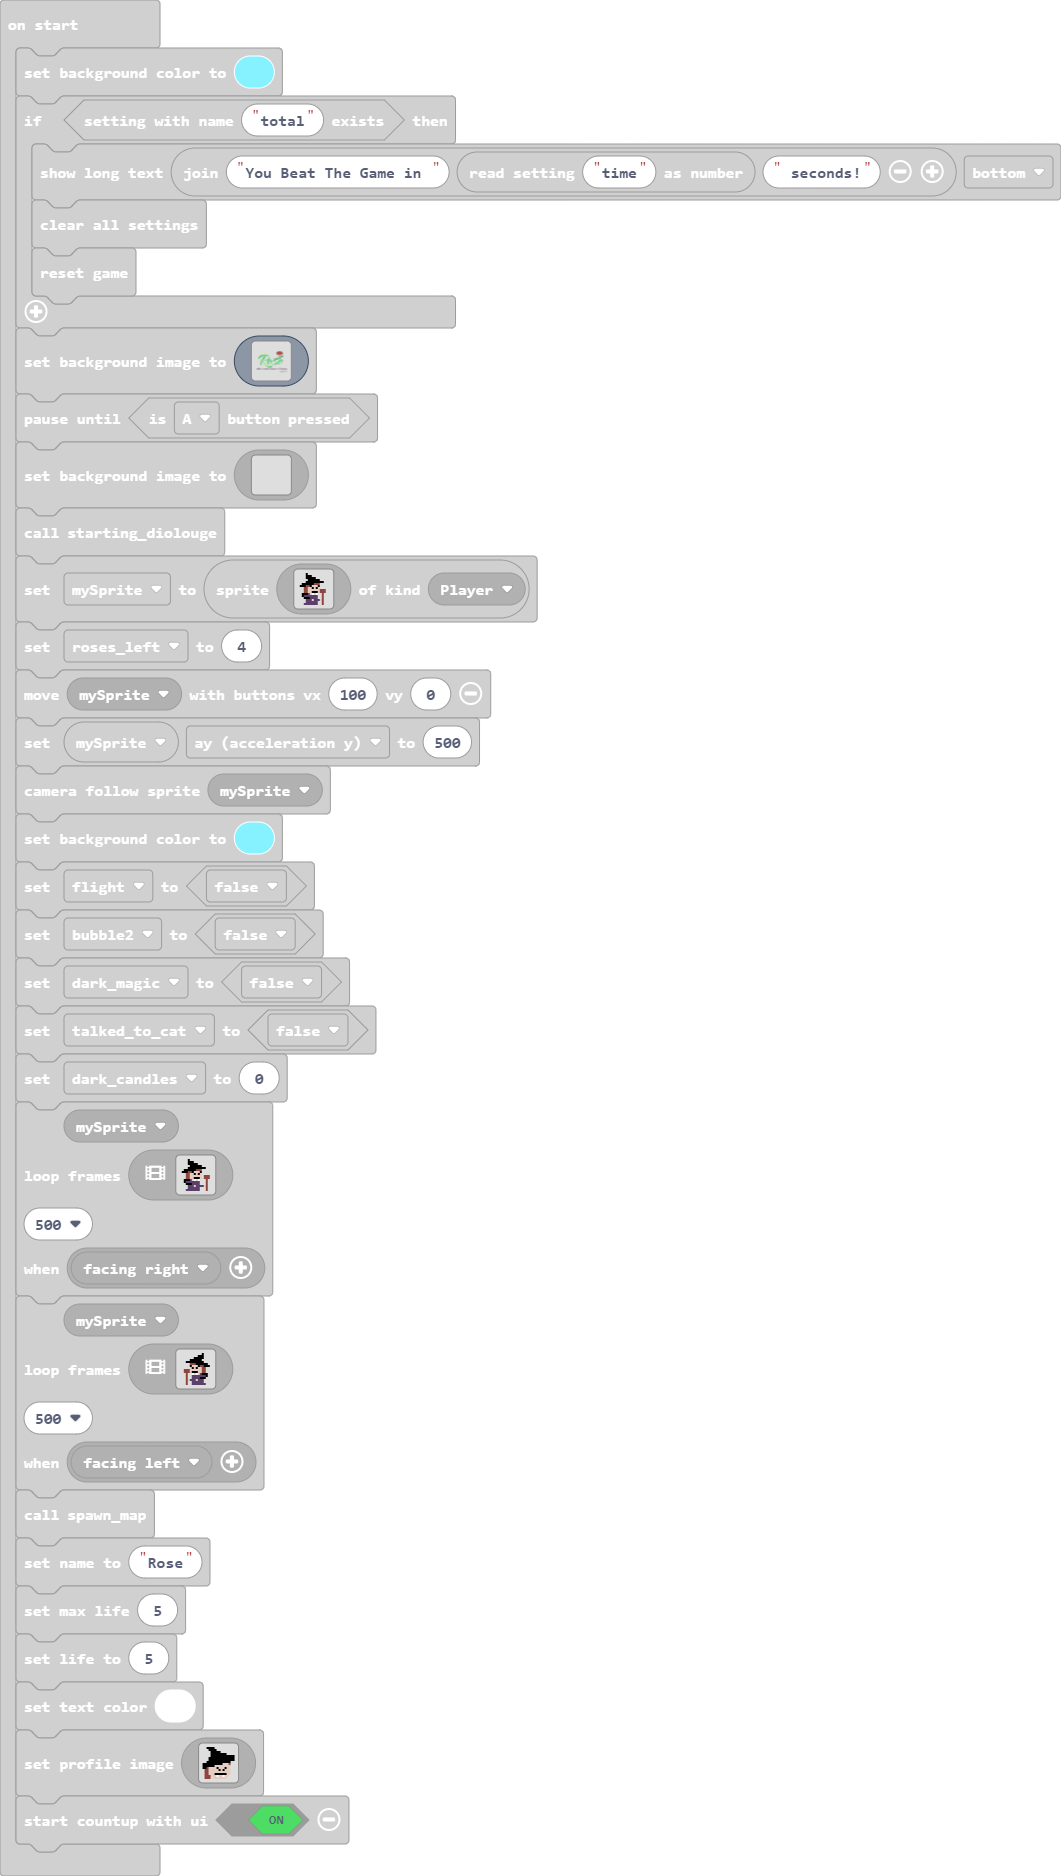 on start
set background color to
if setting with name "total" exists then
show long text join "You Beat The Game in " read setting "time" as number " seconds!" bottom
clear all settings
reset game
set background image to
pause until is A button pressed
set background image to
call starting_diolouge
set mySprite to sprite of kind Player
set roses_left to 4
move mySprite with buttons vx 100 vy 0
set mySprite ay (acceleration y) to 500
camera follow sprite mySprite
set background color to
set flight to false
set bubble2 to false
set dark_magic to false
set talked_to_cat to false
set dark_candles to 0
mySprite
loop frames
500
when facing right
mySprite
loop frames
500
when facing left
call spawn_map
set name to "Rose"
set max life 5
set life to 5
set text color
set profile image
start countup with ui ON